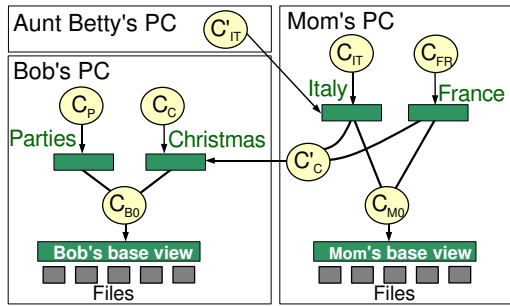 Aunt Betty's PC
C'IT
Mom's PC
CIT
CFR
Italy
France
Bob's PC
CP
CC
Parties
Christmas
C'C
CB0
CM0
Bob's base view
Mom's base view
Files
Files